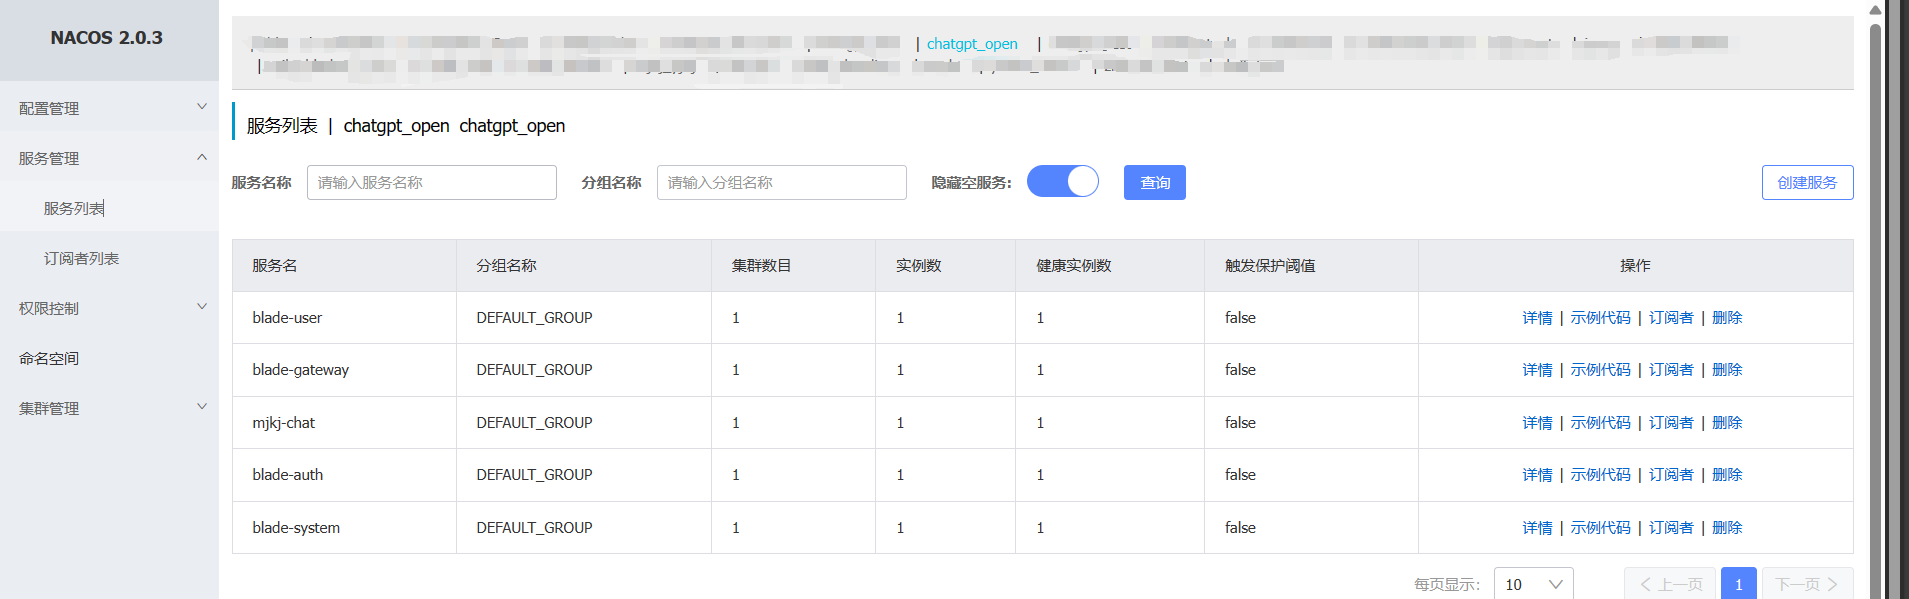 NACOS 2.0.3
配置管理
服务管理
服务列表
订阅者列表
权限控制
命名空间
集群管理
| chatgpt_open |
服务列表 | chatgpt_open chatgpt_open
服务名称 请输入服务名称 分组名称 请输入分组名称 隐藏空服务: 查询 创建服务
服务名 分组名称 集群数目 实例数 健康实例数 触发保护阈值 操作
blade-user DEFAULT_GROUP 1 1 1 false 详情 | 示例代码 | 订阅者 | 删除
blade-gateway DEFAULT_GROUP 1 1 1 false 详情 | 示例代码 | 订阅者 | 删除
mjkj-chat DEFAULT_GROUP 1 1 1 false 详情 | 示例代码 | 订阅者 | 删除
blade-auth DEFAULT_GROUP 1 1 1 false 详情 | 示例代码 | 订阅者 | 删除
blade-system DEFAULT_GROUP 1 1 1 false 详情 | 示例代码 | 订阅者 | 删除
每页显示: 10 上一页 1 下一页